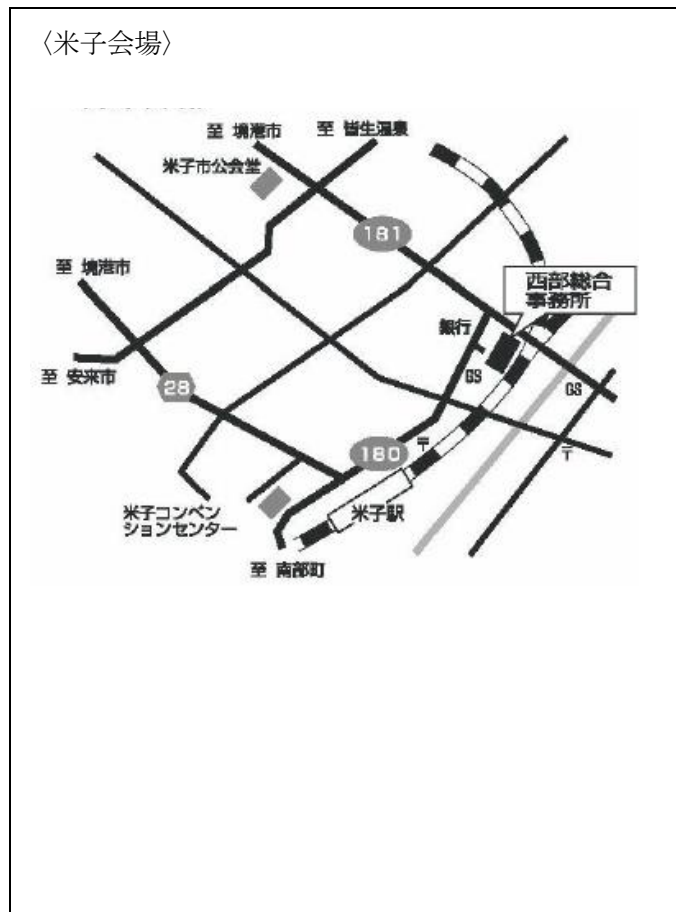 〈米子会場〉
至 境港市
至 皆生温泉
米子市公会堂
181
至 境港市
西部総合
事務所
銀行
GS
GS
至 安来市
28
180
〒
〒
米子コンベン
ションセンター
米子駅
至 南部町